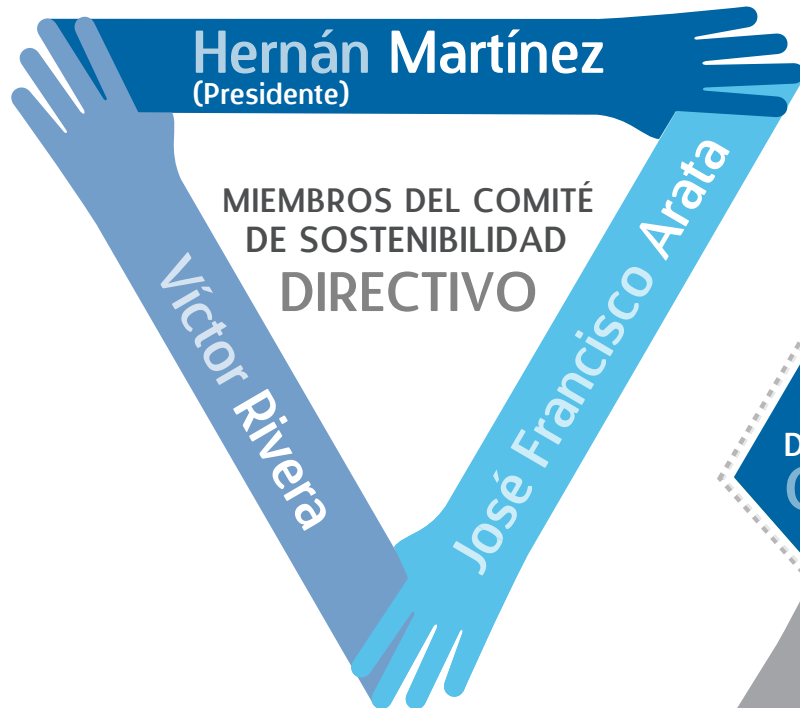 Hernán Martínez
(Presidente)
MIEMBROS DEL COMITÉ
DE SOSTENIBILIDAD
DIRECTIVO
Víctor Rivera
José Francisco Arata